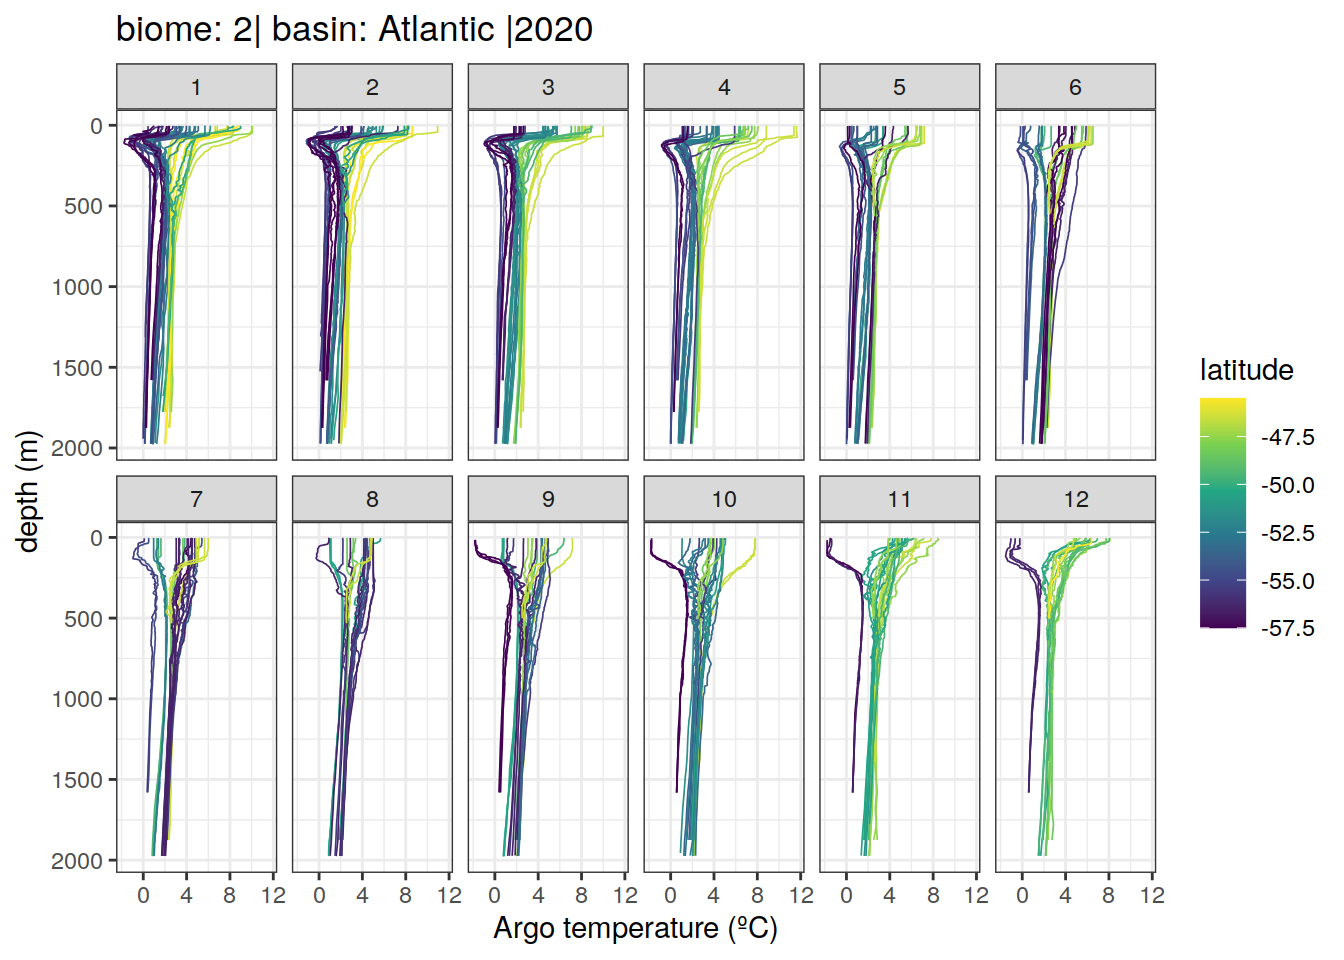 biome: 2| basin: Atlantic |2020
1 2 3 4 5 6
0
500
1000
1500
2000
7 8 9 10 11 12
0
500
1000
1500
2000
0 4 8 12 0 4 8 12 0 4 8 12 0 4 8 12 0 4 8 12 0 4 8 12
Argo temperature (ºC)
depth (m)
latitude
-47.5
-50.0
-52.5
-55.0
-57.5